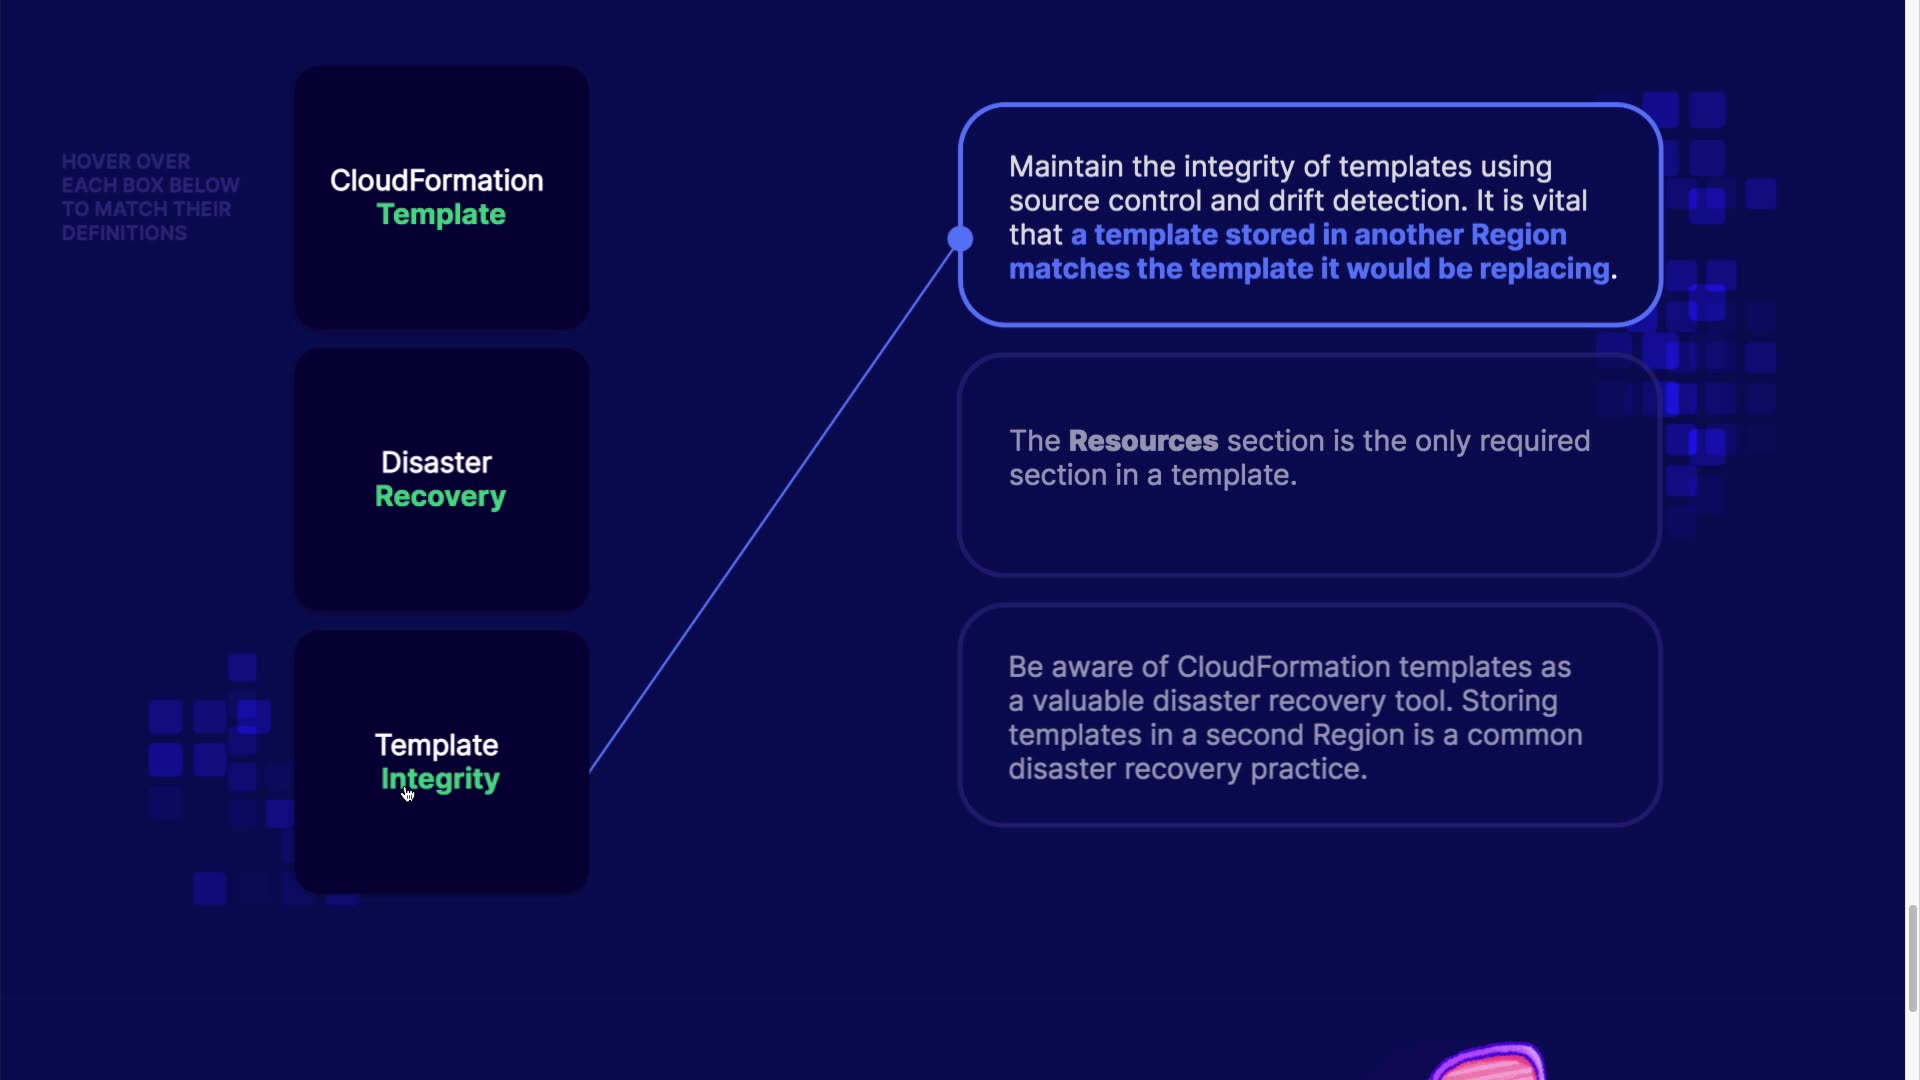 HOVER OVER
EACH BOX BELOW
TO MATCH THEIR
DEFINITIONS
CloudFormation
Template
Disaster
Recovery
Template
Integrity
Maintain the integrity of templates using
source control and drift detection. It is vital
that a template stored in another Region
matches the template it would be replacing.
The Resources section is the only required
section in a template.
Be aware of CloudFormation templates as
a valuable disaster recovery tool. Storing
templates in a second Region is a common
disaster recovery practice.